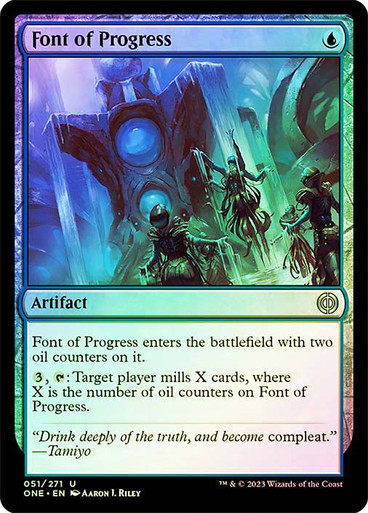 Font of Progress
Artifact
Font of Progress enters the battlefield with two
oil counters on it.
3, : Target player mills X cards, where
X is the number of oil counters on Font of
Progress.
"Drink deeply of the truth, and become compleat."
—Tamiyo
051/271 U
ONE • EN AARON J. RILEY
™ & © 2023 Wizards of the Coast